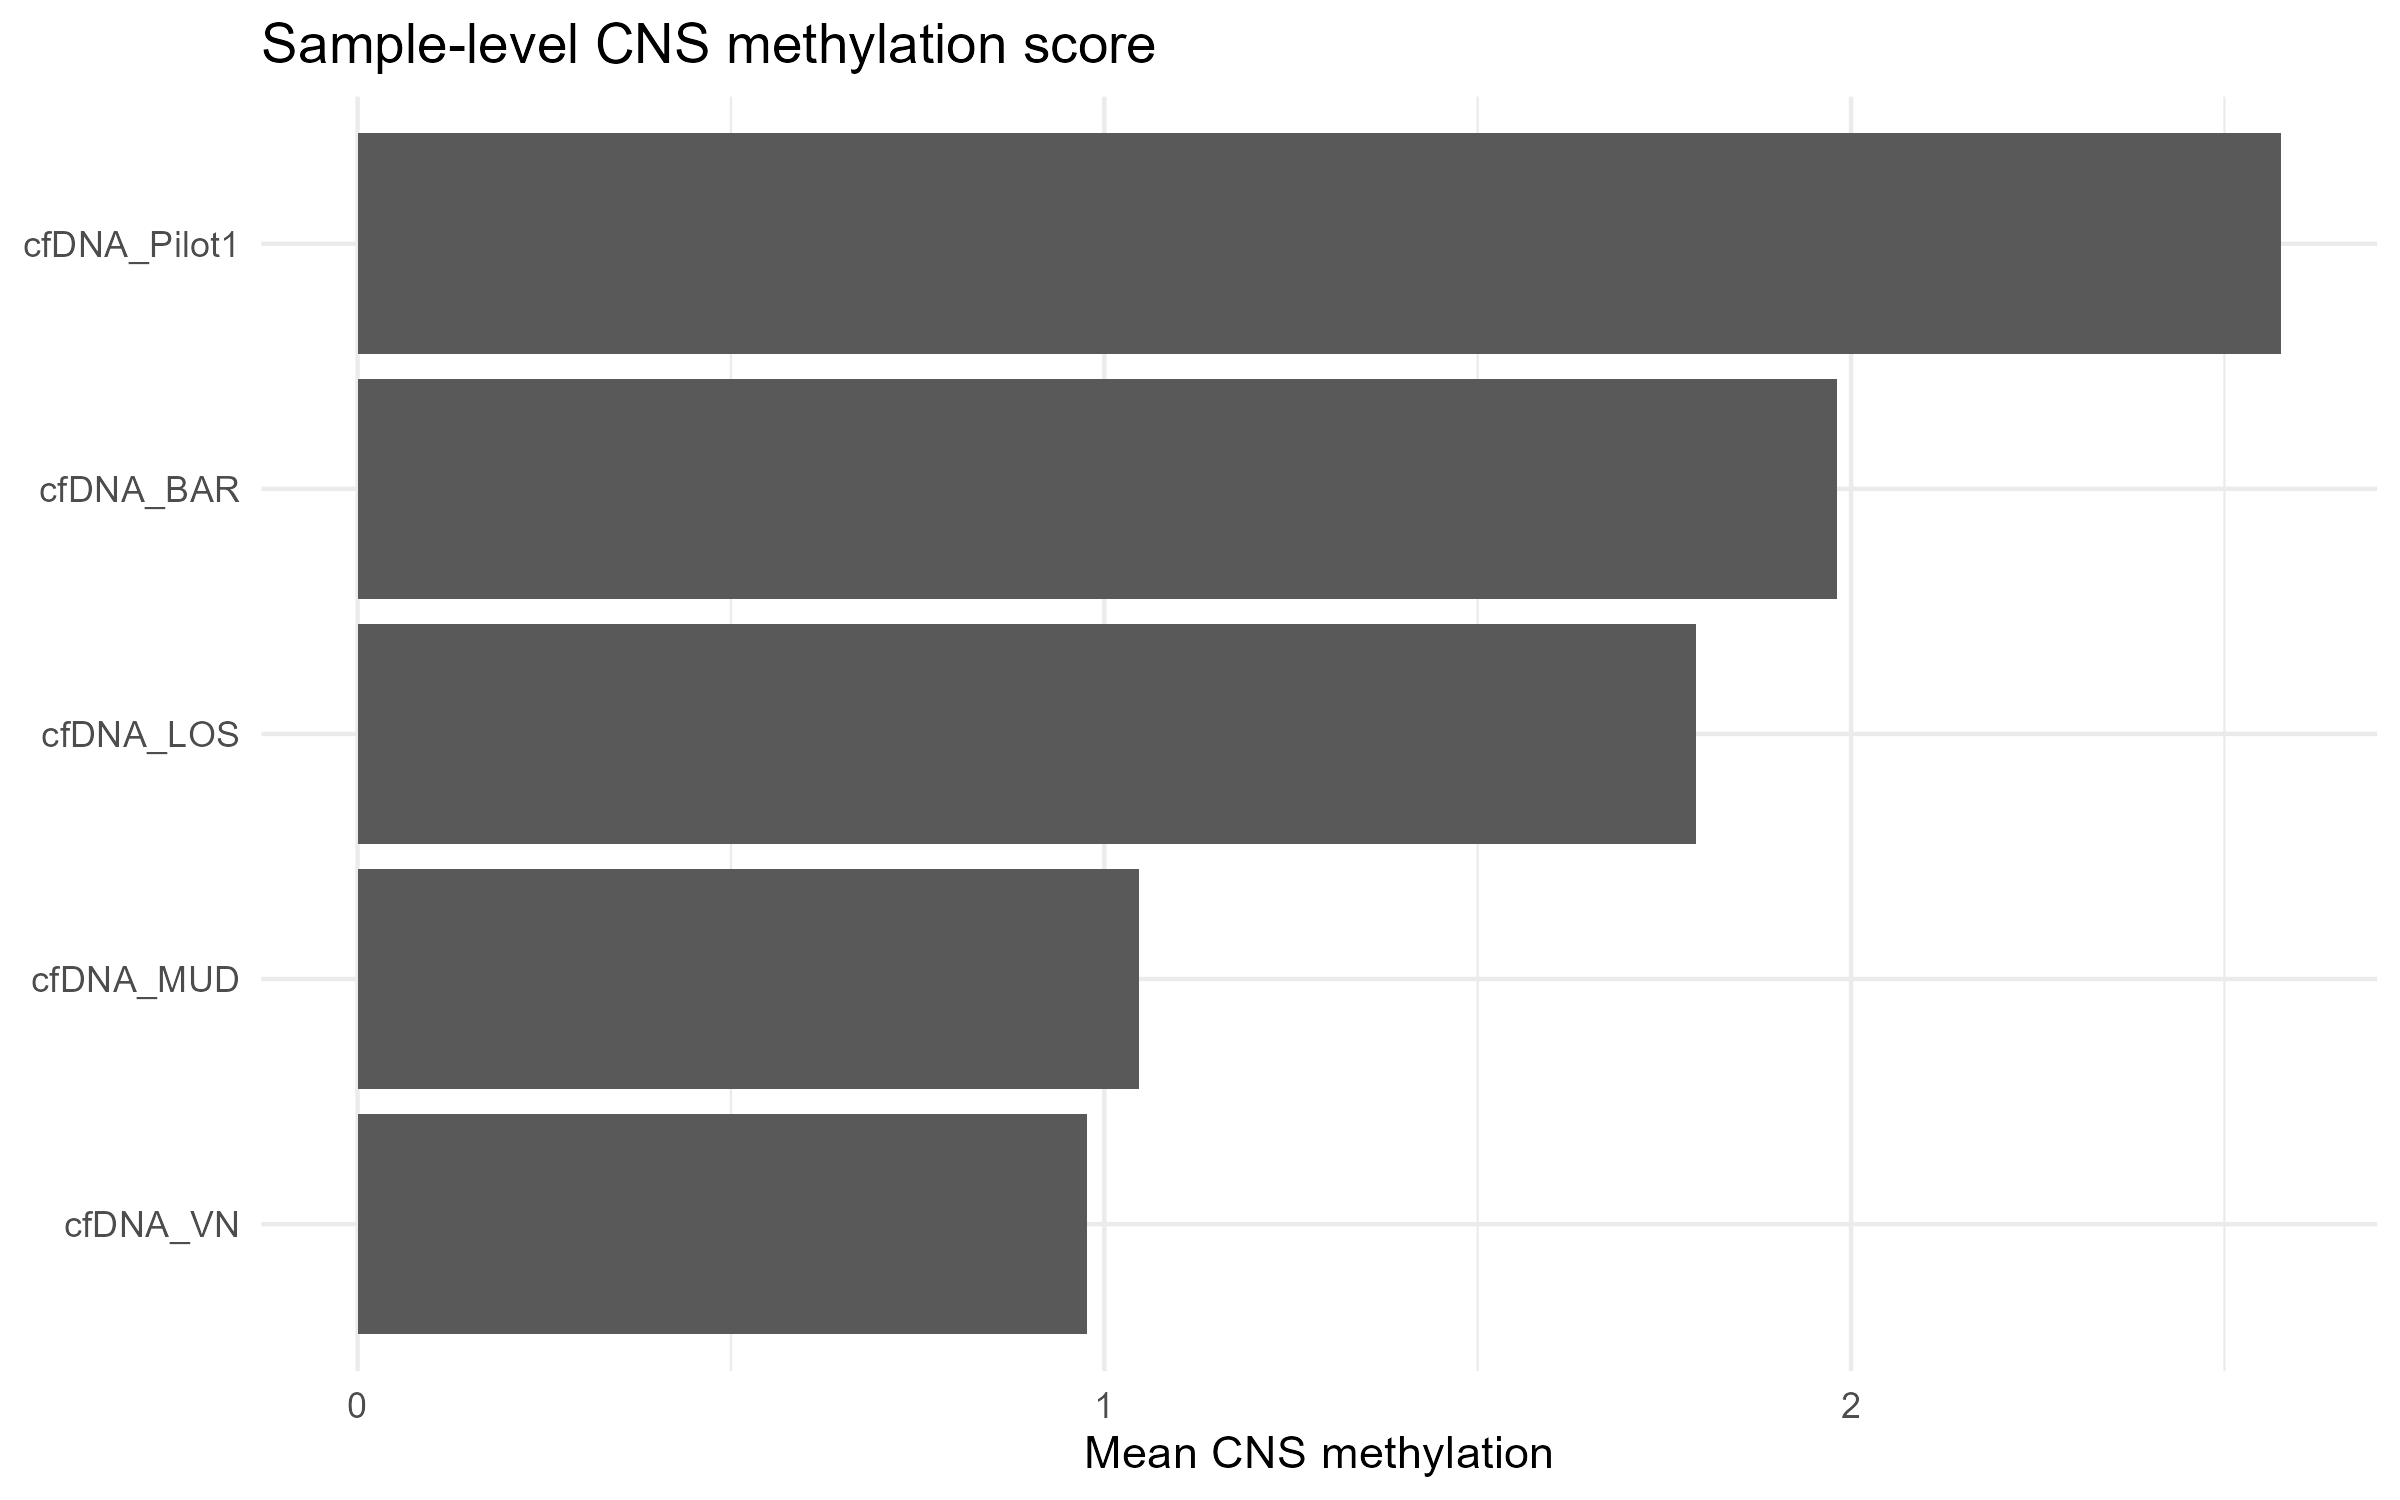 Sample-level CNS methylation score
cfDNA_Pilot1
cfDNA_BAR
cfDNA_LOS
cfDNA_MUD
cfDNA_VN
0 1 2
Mean CNS methylation